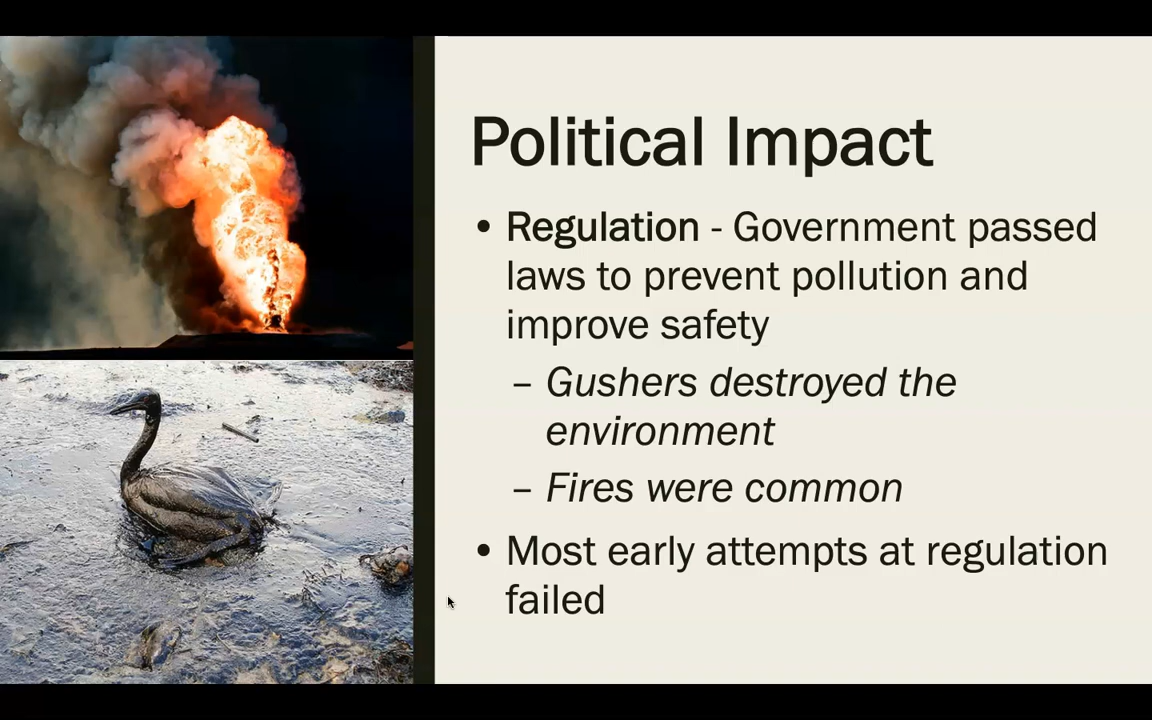 Political Impact
• Regulation - Government passed
laws to prevent pollution and
improve safety
– Gushers destroyed the
environment
– Fires were common
• Most early attempts at regulation
failed